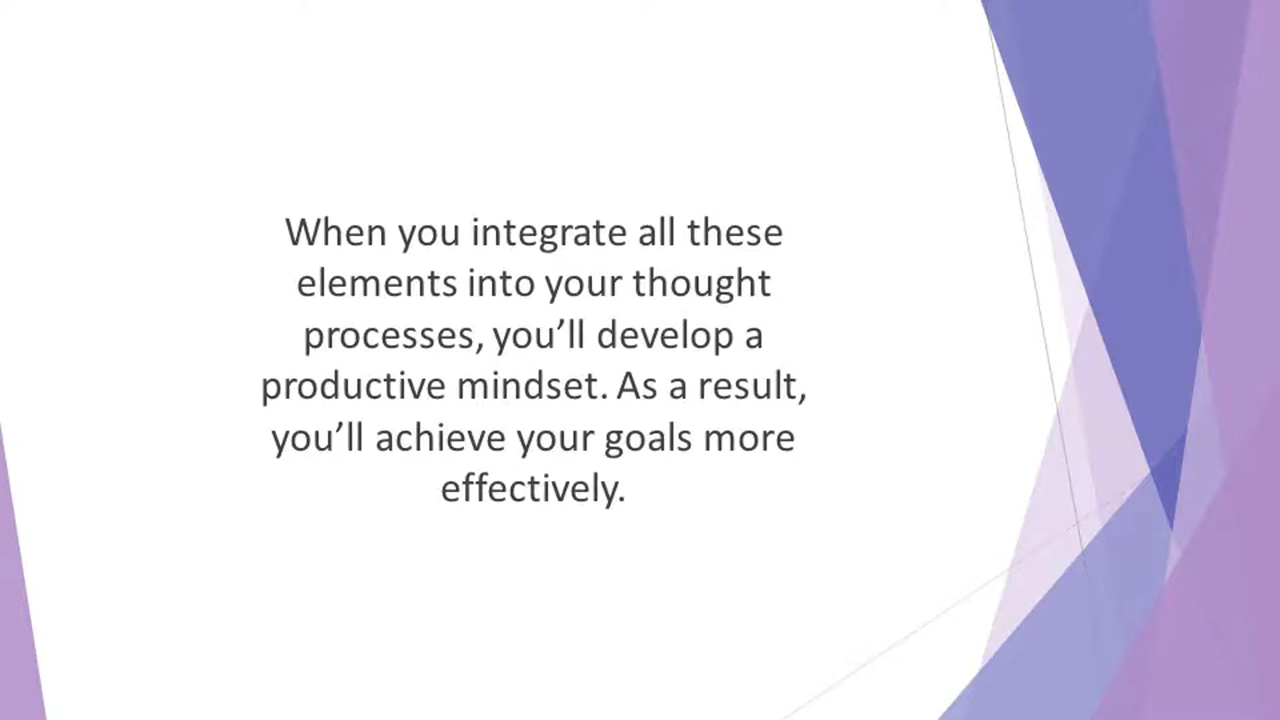 When you integrate all these
elements into your thought
processes, you’ll develop a
productive mindset. As a result,
you’ll achieve your goals more
effectively.